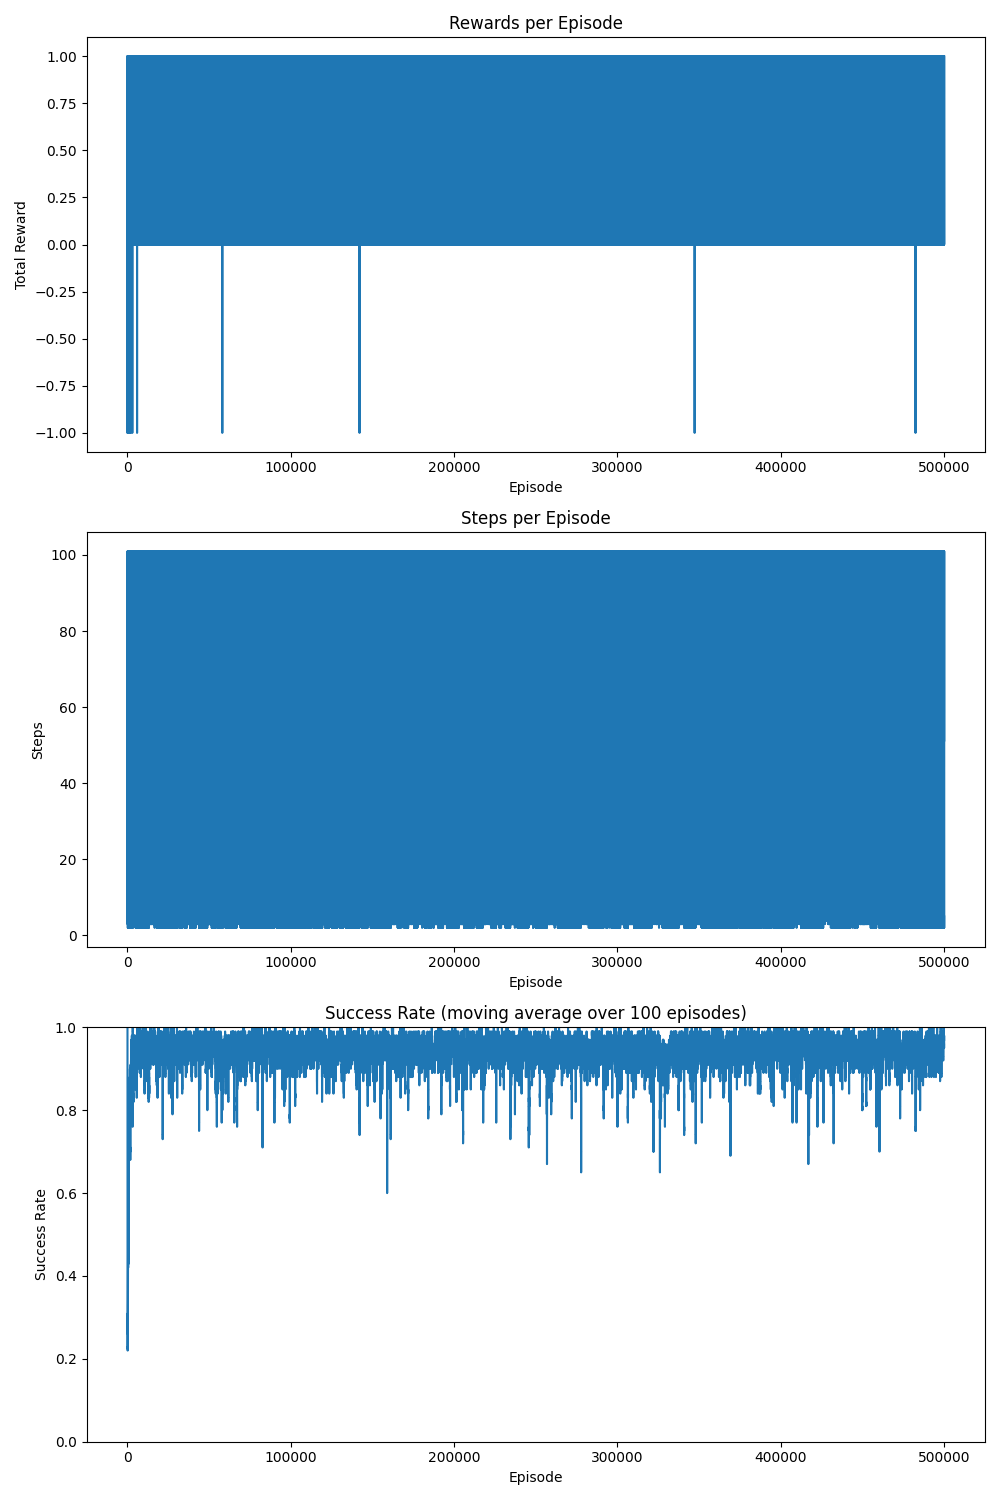 Rewards per Episode
1.00
0.75
0.50
0.25
0.00
−0.25
−0.50
−0.75
−1.00
Total Reward
0 100000 200000 300000 400000 500000
Episode
Steps per Episode
100
80
60
40
20
0
Steps
0 100000 200000 300000 400000 500000
Episode
Success Rate (moving average over 100 episodes)
1.0
0.8
0.6
0.4
0.2
0.0
Success Rate
0 100000 200000 300000 400000 500000
Episode